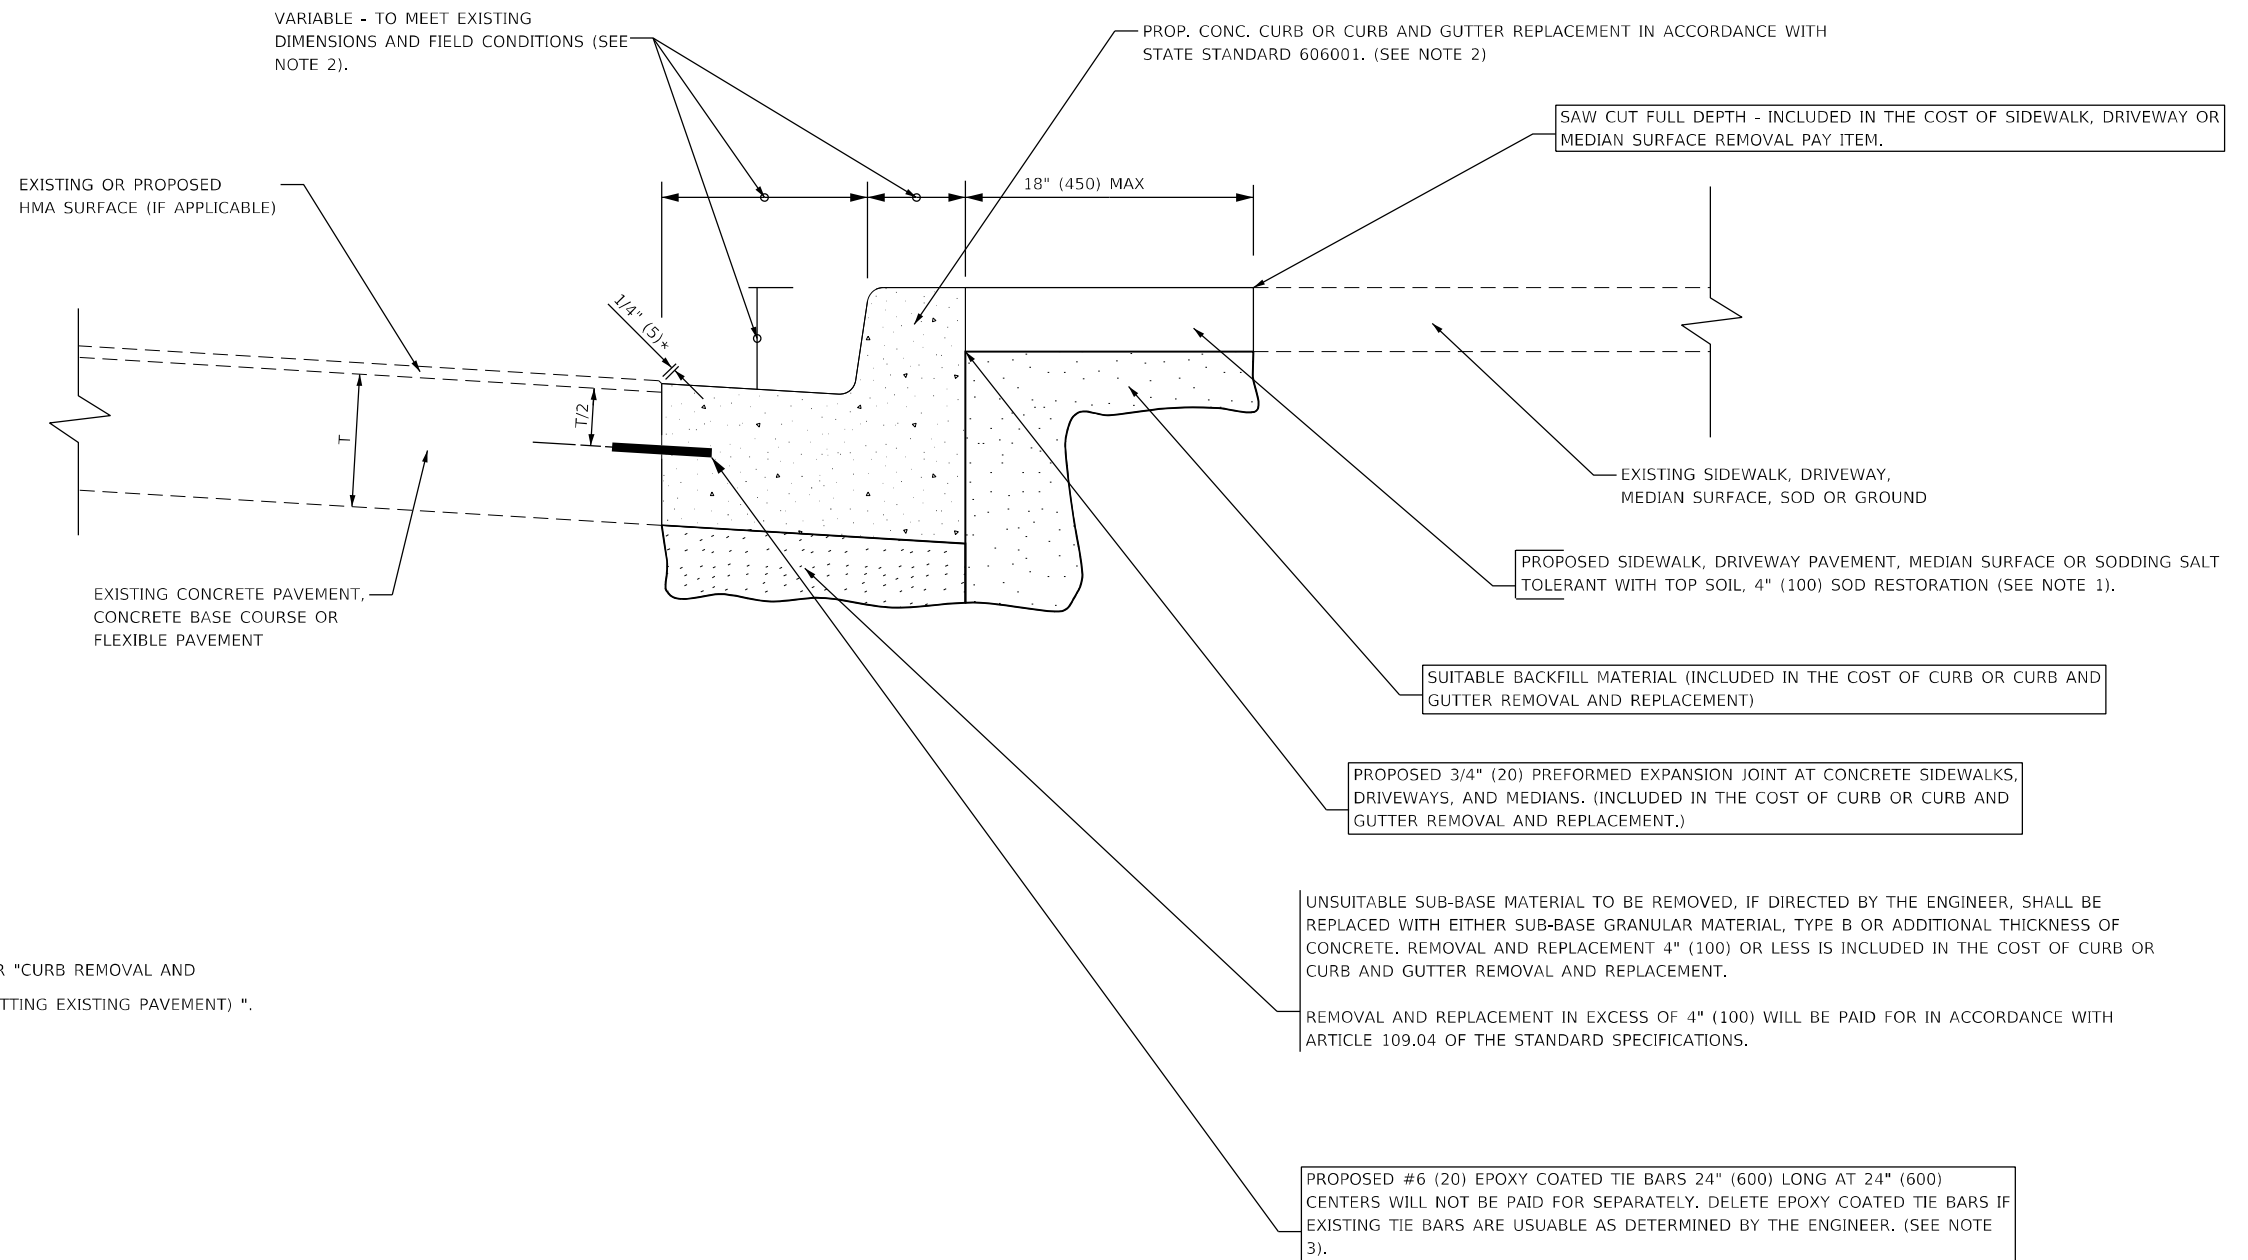 VARIABLE - TO MEET EXISTING
DIMENSIONS AND FIELD CONDITIONS (SEE
NOTE 2).
PROP. CONC. CURB OR CURB AND GUTTER REPLACEMENT IN ACCORDANCE WITH
STATE STANDARD 606001. (SEE NOTE 2)
SAW CUT FULL DEPTH - INCLUDED IN THE COST OF SIDEWALK, DRIVEWAY OR
MEDIAN SURFACE REMOVAL PAY ITEM.
EXISTING OR PROPOSED
HMA SURFACE (IF APPLICABLE)
18" (450) MAX
1/4" (5)*
T/2
T
EXISTING SIDEWALK, DRIVEWAY,
MEDIAN SURFACE, SOD OR GROUND
EXISTING CONCRETE PAVEMENT,
CONCRETE BASE COURSE OR
FLEXIBLE PAVEMENT
PROPOSED SIDEWALK, DRIVEWAY PAVEMENT, MEDIAN SURFACE OR SODDING SALT
TOLERANT WITH TOP SOIL, 4" (100) SOD RESTORATION (SEE NOTE 1).
SUITABLE BACKFILL MATERIAL (INCLUDED IN THE COST OF CURB OR CURB AND
GUTTER REMOVAL AND REPLACEMENT)
PROPOSED 3/4" (20) PREFORMED EXPANSION JOINT AT CONCRETE SIDEWALKS,
DRIVEWAYS, AND MEDIANS. (INCLUDED IN THE COST OF CURB OR CURB AND
GUTTER REMOVAL AND REPLACEMENT.)
UNSUITABLE SUB-BASE MATERIAL TO BE REMOVED, IF DIRECTED BY THE ENGINEER, SHALL BE
REPLACED WITH EITHER SUB-BASE GRANULAR MATERIAL, TYPE B OR ADDITIONAL THICKNESS OF
CONCRETE. REMOVAL AND REPLACEMENT 4" (100) OR LESS IS INCLUDED IN THE COST OF CURB OR
CURB AND GUTTER REMOVAL AND REPLACEMENT.
REMOVAL AND REPLACEMENT IN EXCESS OF 4" (100) WILL BE PAID FOR IN ACCORDANCE WITH
ARTICLE 109.04 OF THE STANDARD SPECIFICATIONS.
R "CURB REMOVAL AND
TTING EXISTING PAVEMENT) ".
PROPOSED #6 (20) EPOXY COATED TIE BARS 24" (600) LONG AT 24" (600)
CENTERS WILL NOT BE PAID FOR SEPARATELY. DELETE EPOXY COATED TIE BARS IF
EXISTING TIE BARS ARE USUABLE AS DETERMINED BY THE ENGINEER. (SEE NOTE
3).